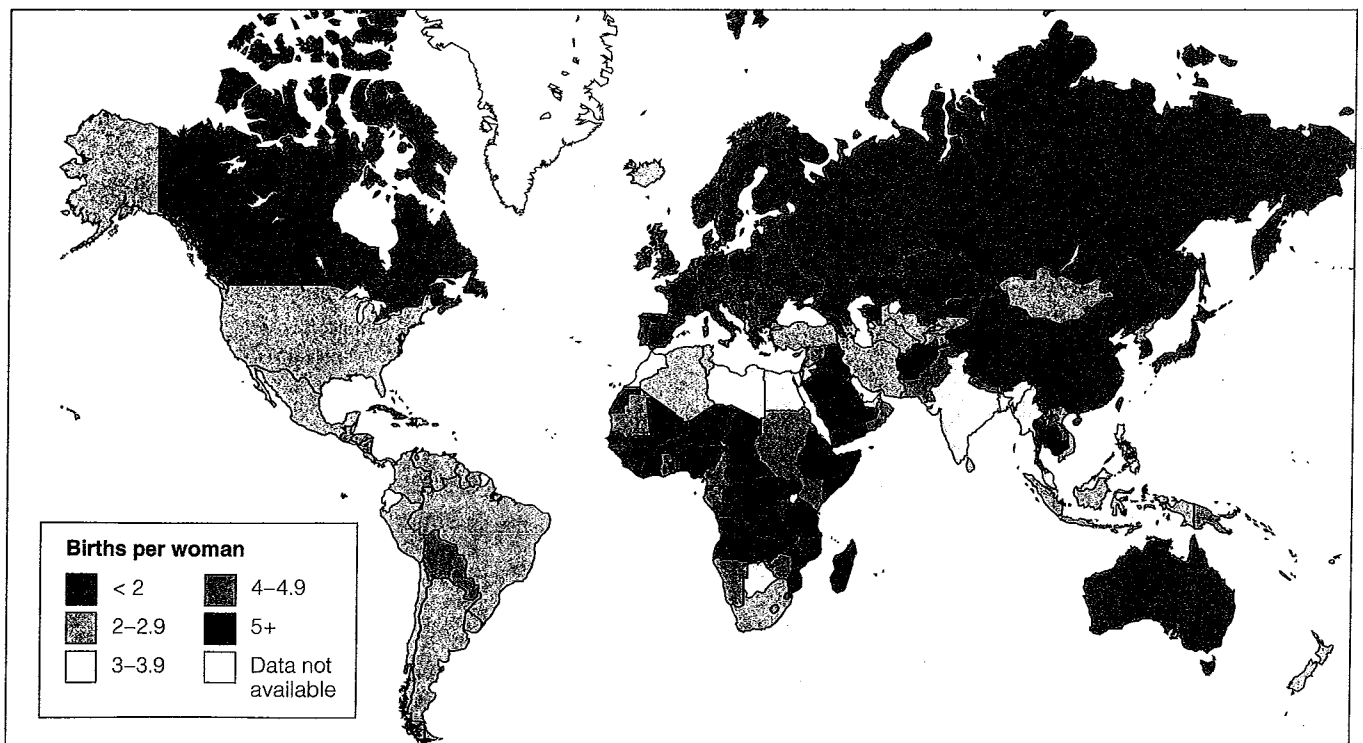 Births per woman
< 2
4–4.9
2–2.9
5+
3–3.9
Data not
available